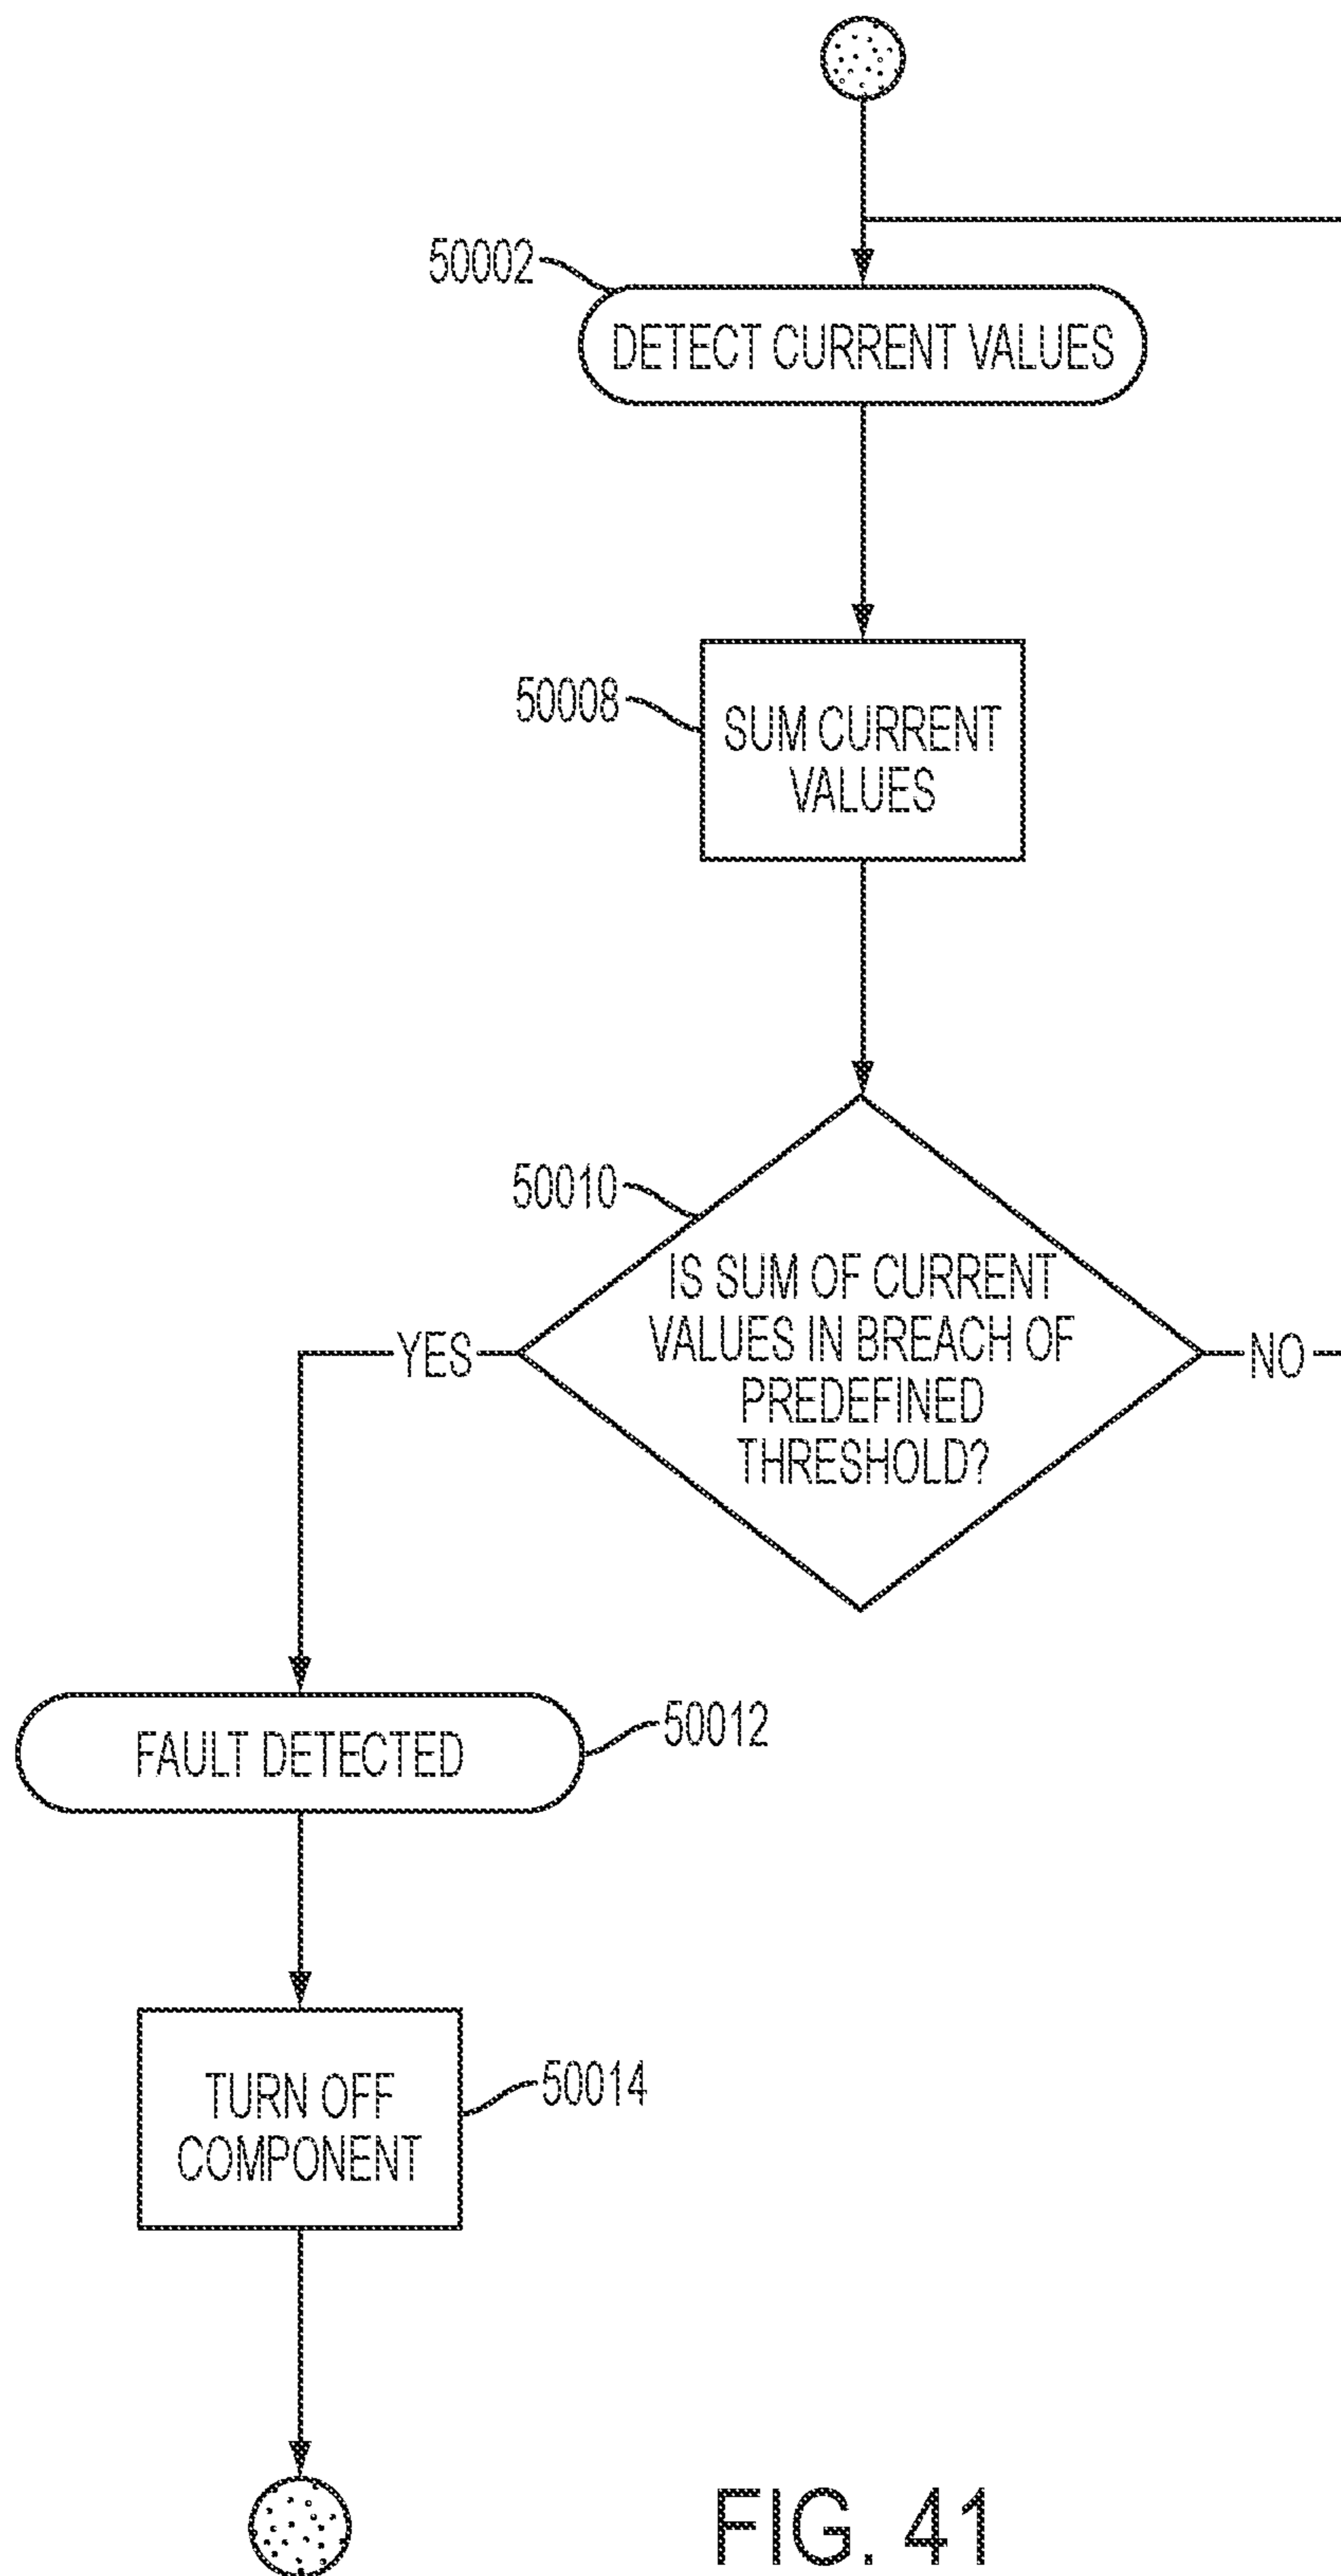 50002
DETECT CURRENT VALUES
50008
SUM CURRENT
VALUES
50010
IS SUM OF CURRENT
VALUES IN BREACH OF
PREDEFINED
THRESHOLD?
YES
NO
FAULT DETECTED
50012
TURN OFF
COMPONENT
50014
FIG. 41